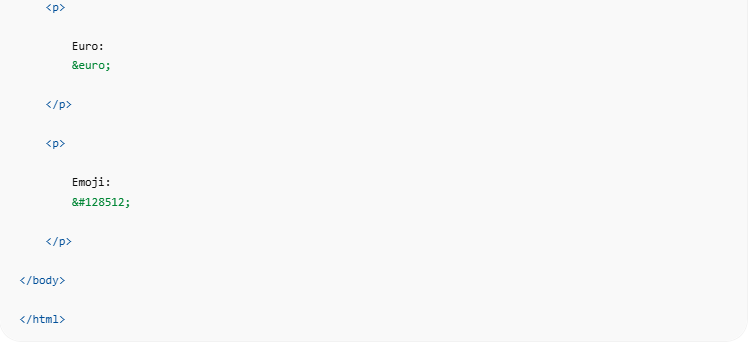 <p>
Euro:
&euro;
</p>
<p>
Emoji:
&#128512;
</p>
</body>
</html>